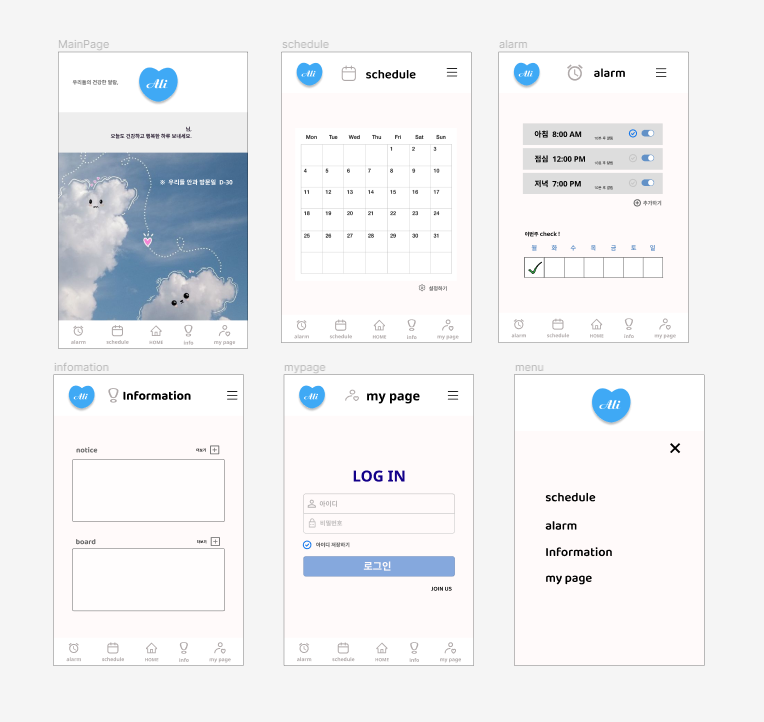 MainPage
우리들의 건강한 알림,
Ali
님,
오늘도 건강하고 행복한 하루 보내세요.
※ 우리들 안과 방문일 D-30
alarm schedule HOME info my page
schedule
Ali schedule
Mon Tue Wed Thu Fri Sat Sun
1 2 3
4 5 6 7 8 9 10
11 12 13 14 15 16 17
18 19 20 21 22 23 24
25 26 27 28 29 30 31
설정하기
alarm schedule HOME info my page
alarm
Ali alarm
아침 8:00 AM
점심 12:00 PM
저녁 7:00 PM
추가하기
이번주 check !
월 화 수 목 금 토 일
alarm schedule HOME info my page
infomation
Ali Information
notice 더보기
board 더보기
alarm schedule HOME info my page
mypage
Ali my page
LOG IN
아이디
비밀번호
아이디 저장하기
로그인
JOIN US
alarm schedule HOME info my page
menu
Ali
schedule
alarm
Information
my page